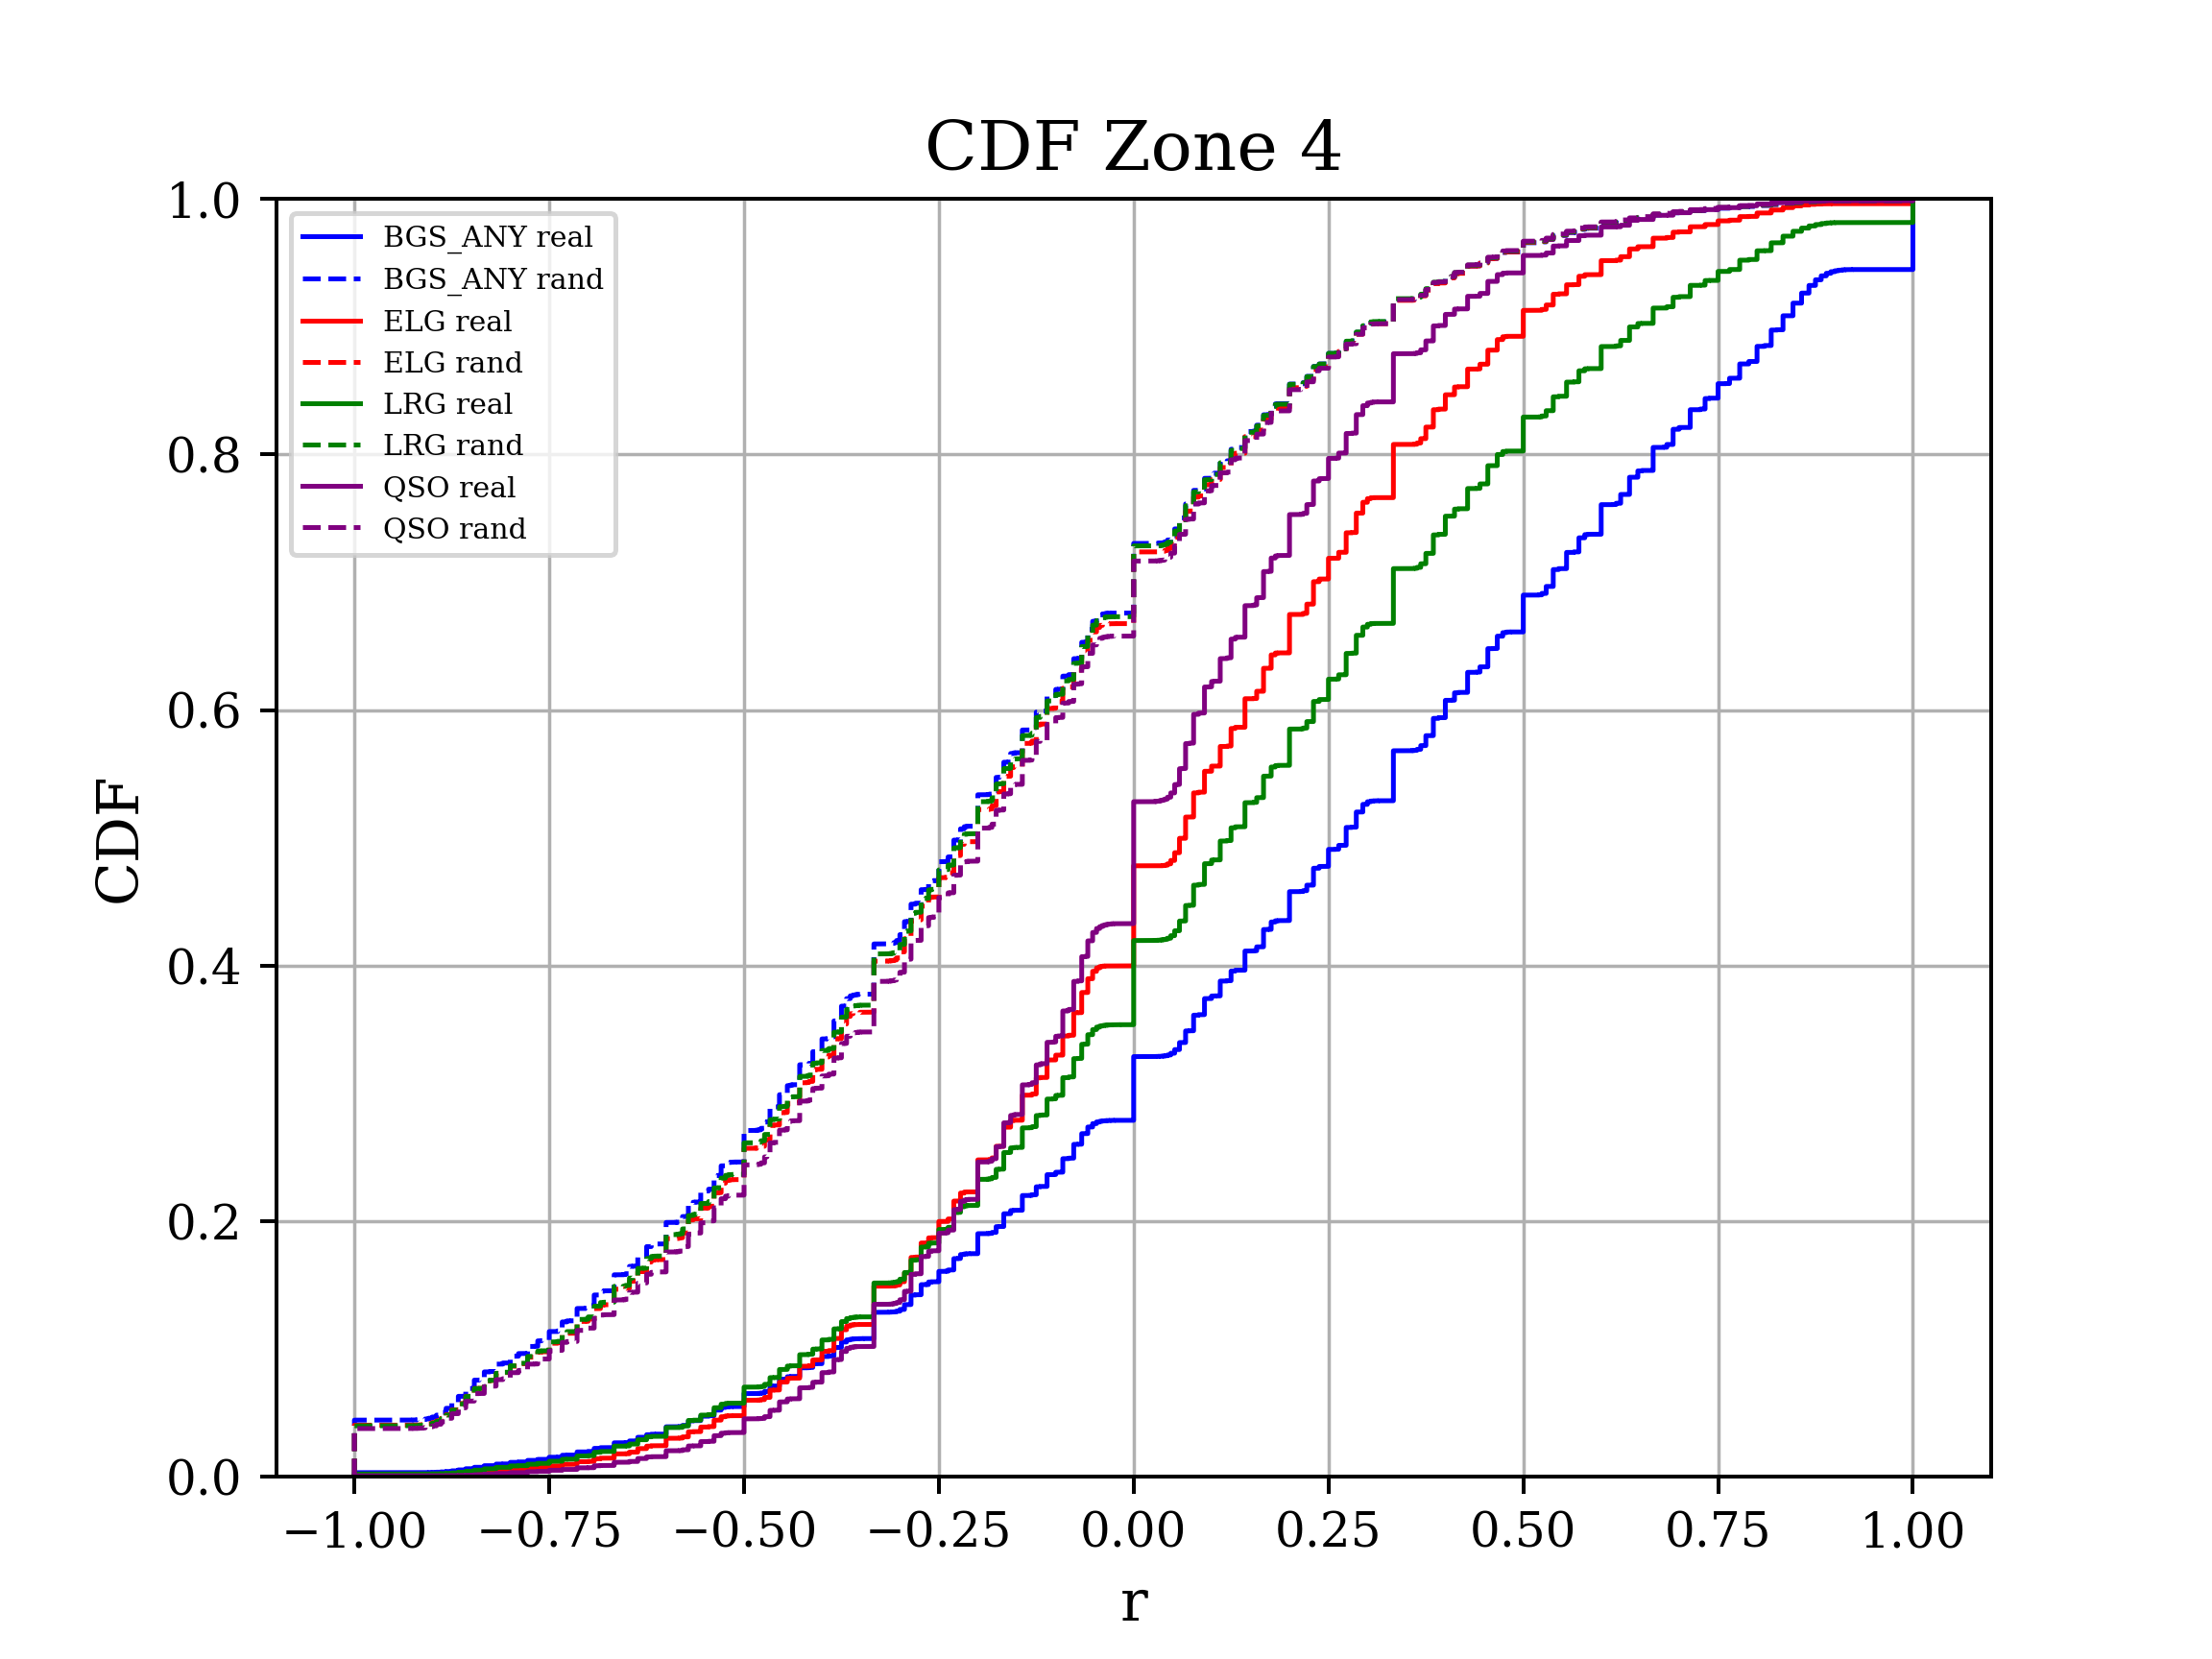 CDF Zone 4
1.0
0.8
0.6
0.4
0.2
0.0
CDF
BGS_ANY real
BGS_ANY rand
ELG real
ELG rand
LRG real
LRG rand
QSO real
QSO rand
−1.00 −0.75 −0.50 −0.25 0.00 0.25 0.50 0.75 1.00
r